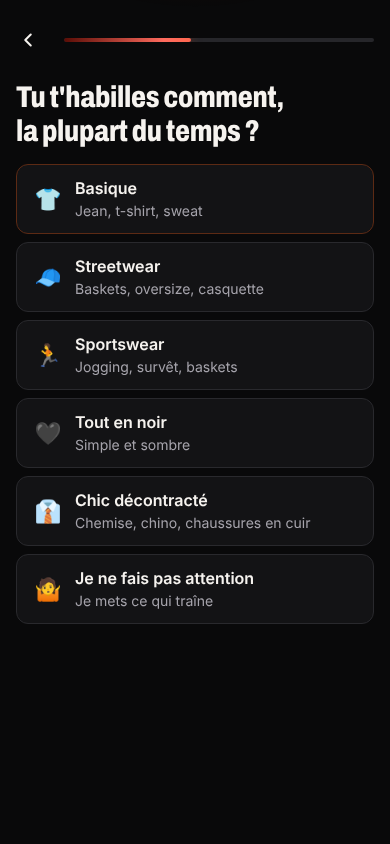 Tu t'habilles comment,
la plupart du temps ?
Basique
Jean, t-shirt, sweat
Streetwear
Baskets, oversize, casquette
Sportswear
Jogging, survêt, baskets
Tout en noir
Simple et sombre
Chic décontracté
Chemise, chino, chaussures en cuir
Je ne fais pas attention
Je mets ce qui traîne